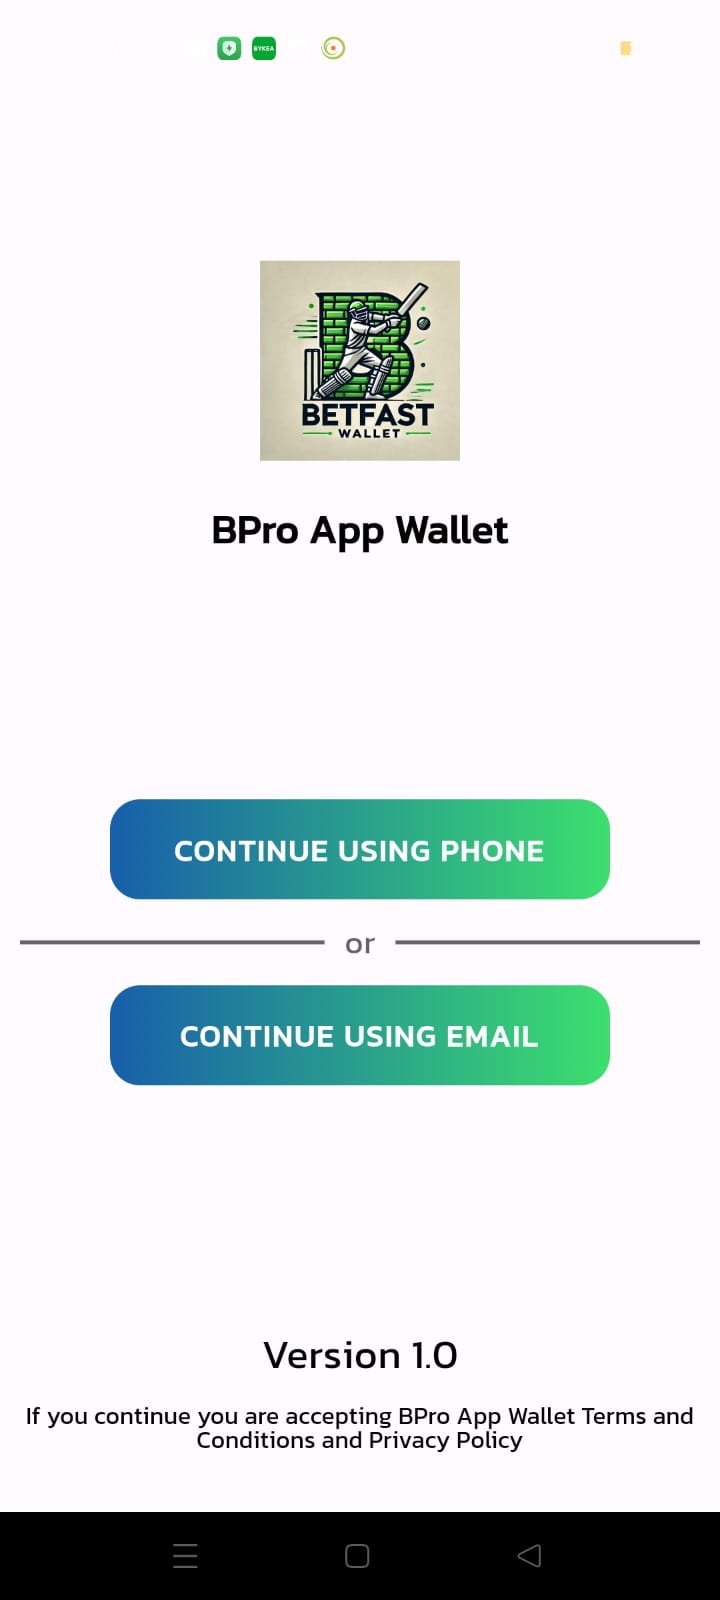 BYKEA
BETFAST
WALLET
BPro App Wallet
CONTINUE USING PHONE
or
CONTINUE USING EMAIL
Version 1.0
If you continue you are accepting BPro App Wallet Terms and
Conditions and Privacy Policy